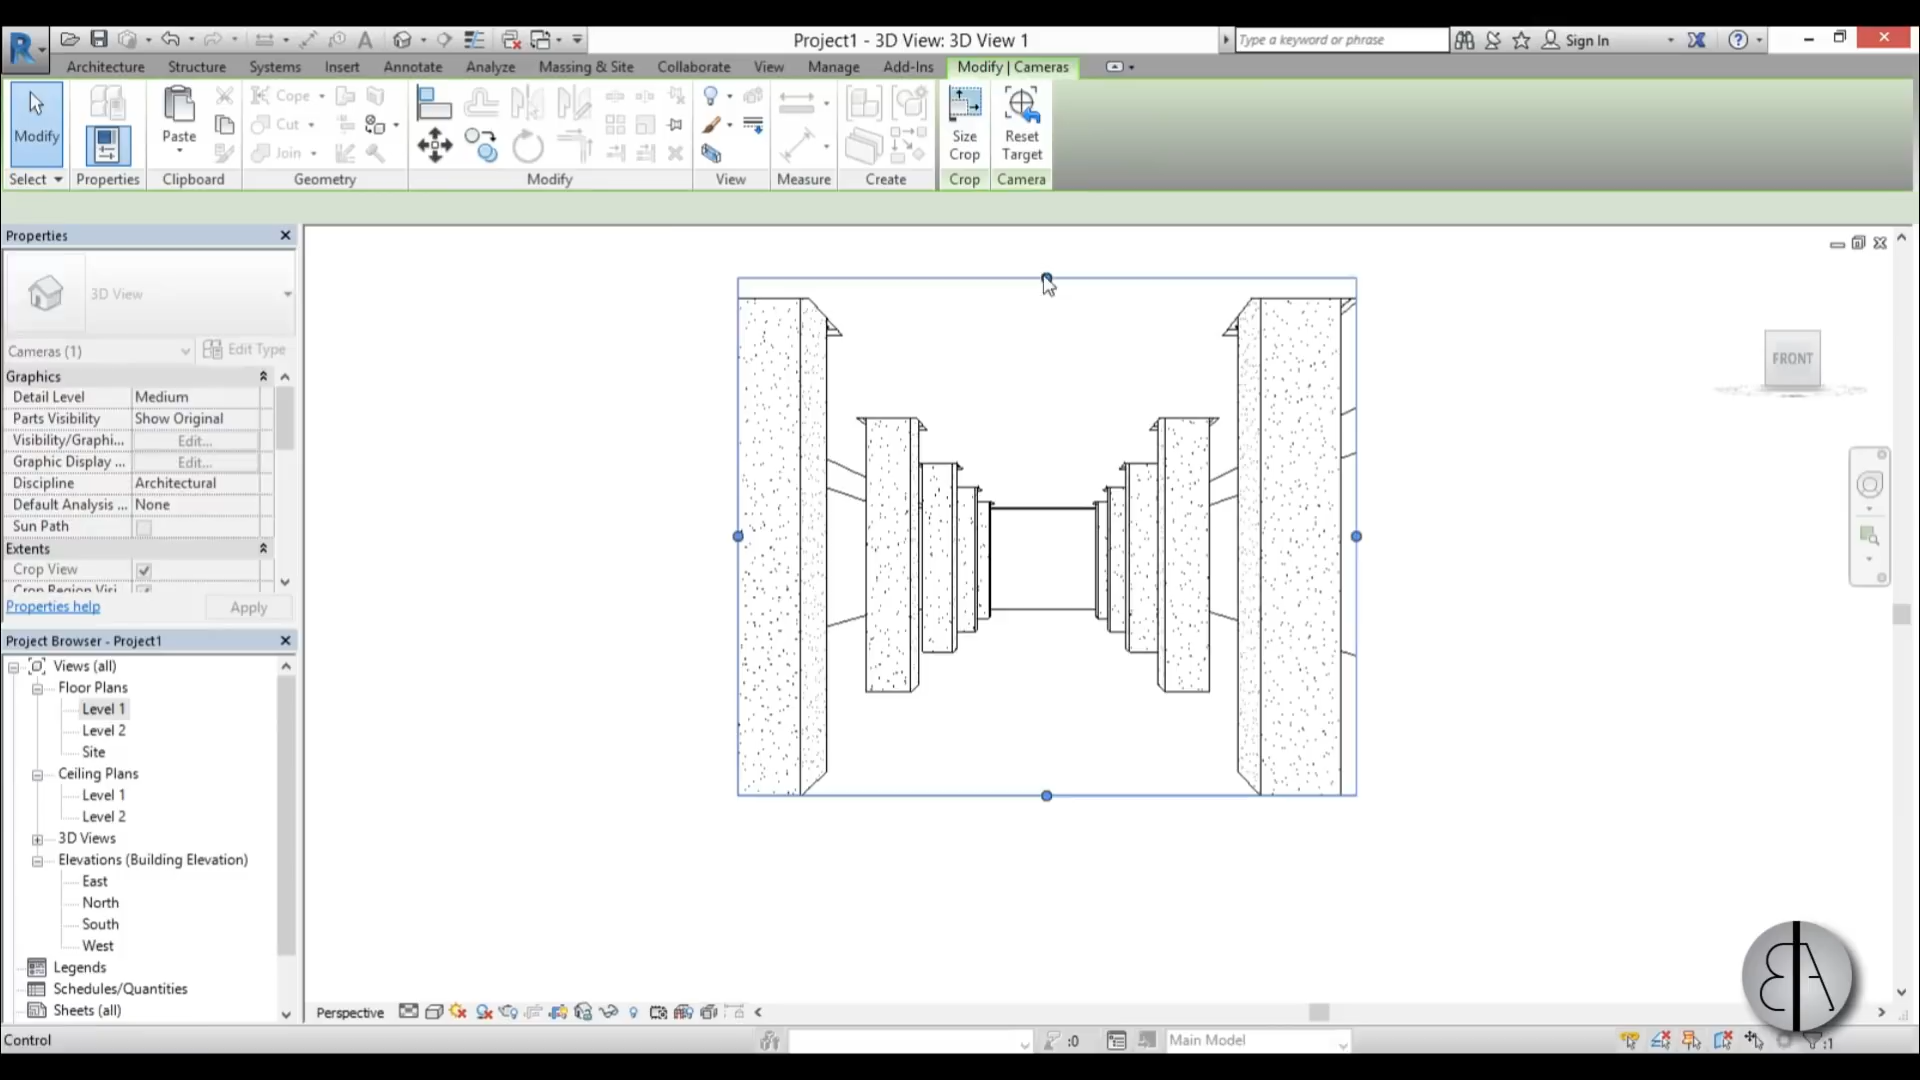 Project1 - 3D View: 3D View 1
Type a keyword or phrase
Sign In
Architecture Structure Systems Insert Annotate Analyze Massing & Site Collaborate View Manage Add-Ins Modify | Cameras
Modify
Paste
Cope
Cut
Join
Size Crop
Reset Target
Select Properties Clipboard Geometry Modify View Measure Create Crop Camera
Properties
3D View
Cameras (1)
Edit Type
Graphics
Detail Level Medium
Parts Visibility Show Original
Visibility/Graphi... Edit...
Graphic Display ... Edit...
Discipline Architectural
Default Analysis ... None
Sun Path
Extents
Crop View
Crop Region Visi
Properties help
Apply
Project Browser - Project1
Views (all)
Floor Plans
Level 1
Level 2
Site
Ceiling Plans
Level 1
Level 2
3D Views
Elevations (Building Elevation)
East
North
South
West
Legends
Schedules/Quantities
Sheets (all)
FRONT
Perspective
Control
:0
Main Model
:1
BA